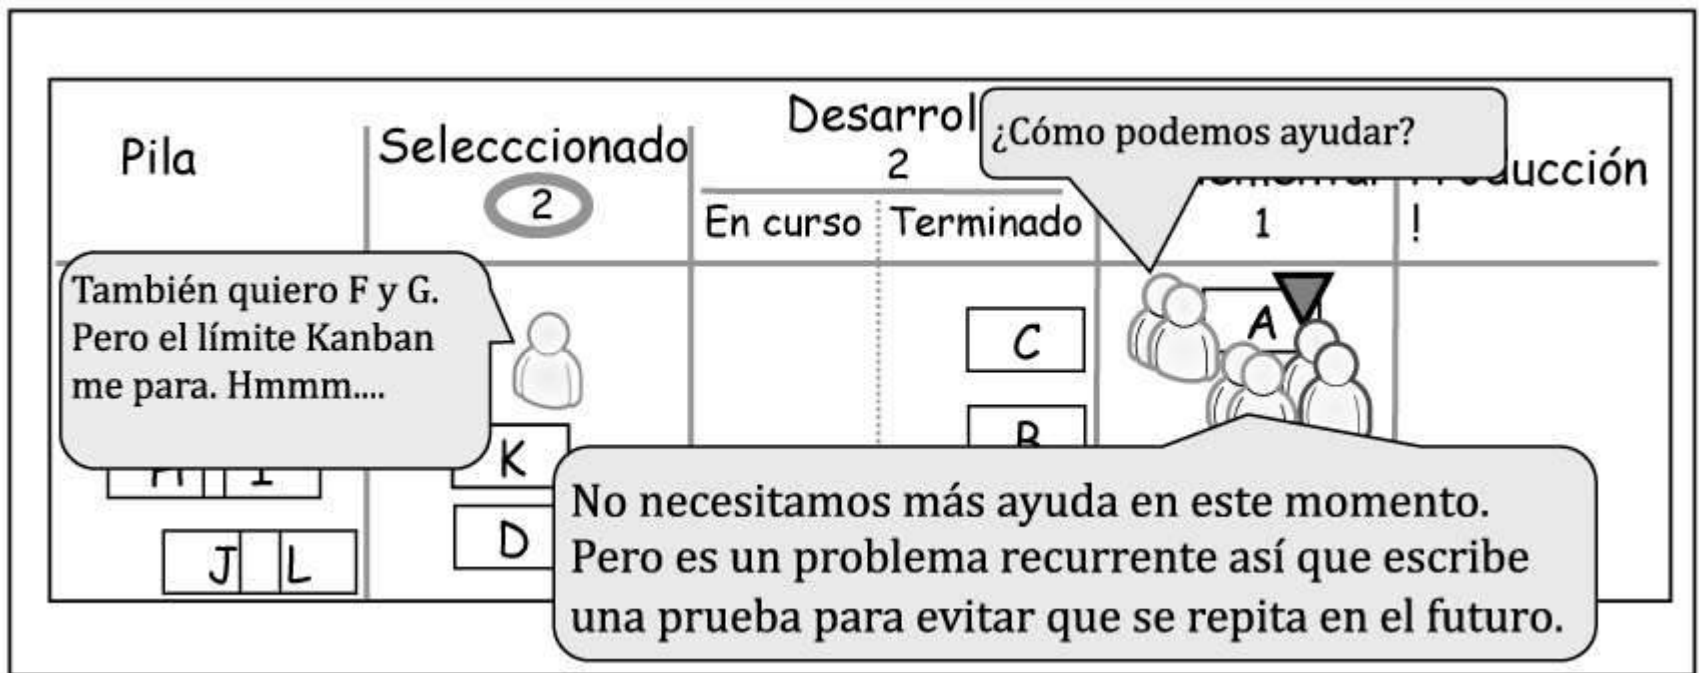 Pila
Selecccionado
2
Desarrol
2
En curso
Terminado
1
ucción
!
¿Cómo podemos ayudar?
También quiero F y G.
Pero el límite Kanban
me para. Hmmm....
C
A
B
K
D
J
L
No necesitamos más ayuda en este momento.
Pero es un problema recurrente así que escribe
una prueba para evitar que se repita en el futuro.